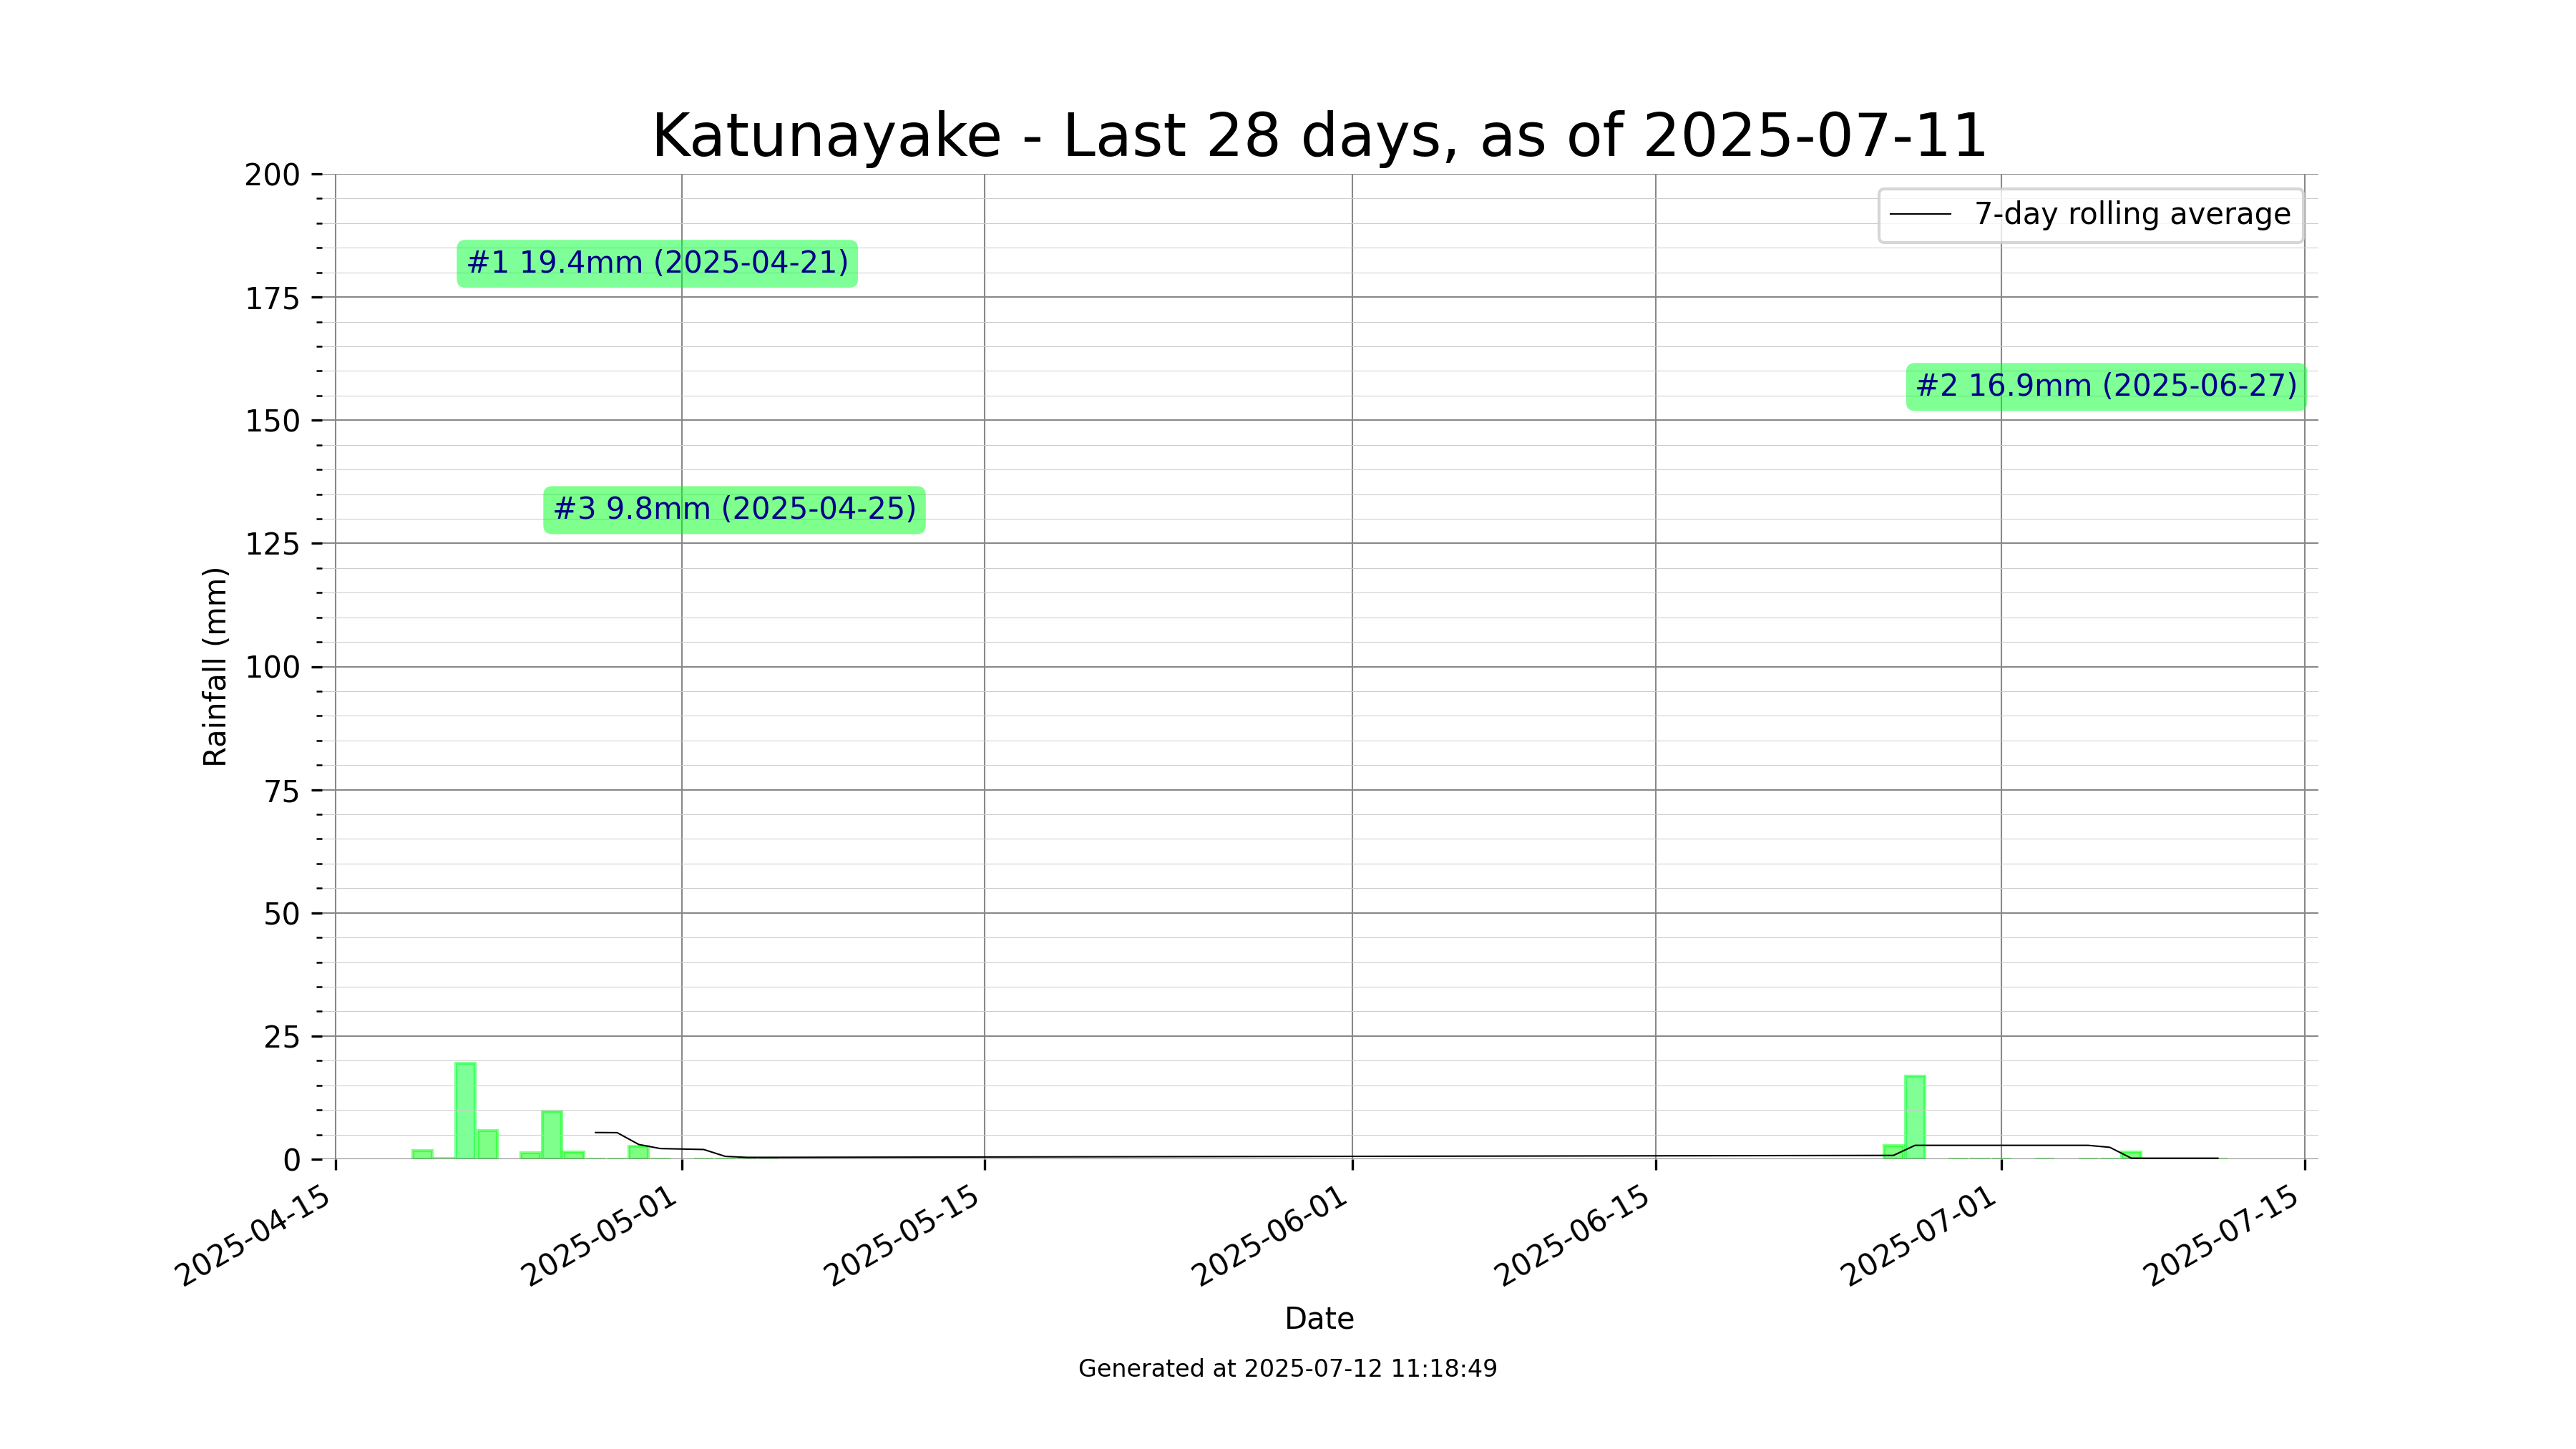 Katunayake - Last 28 days, as of 2025-07-11
200
175
150
125
100
75
50
25
0
Rainfall (mm)
7-day rolling average
#1 19.4mm (2025-04-21)
#2 16.9mm (2025-06-27)
#3 9.8mm (2025-04-25)
2025-04-15
2025-05-01
2025-05-15
2025-06-01
2025-06-15
2025-07-01
2025-07-15
Date
Generated at 2025-07-12 11:18:49